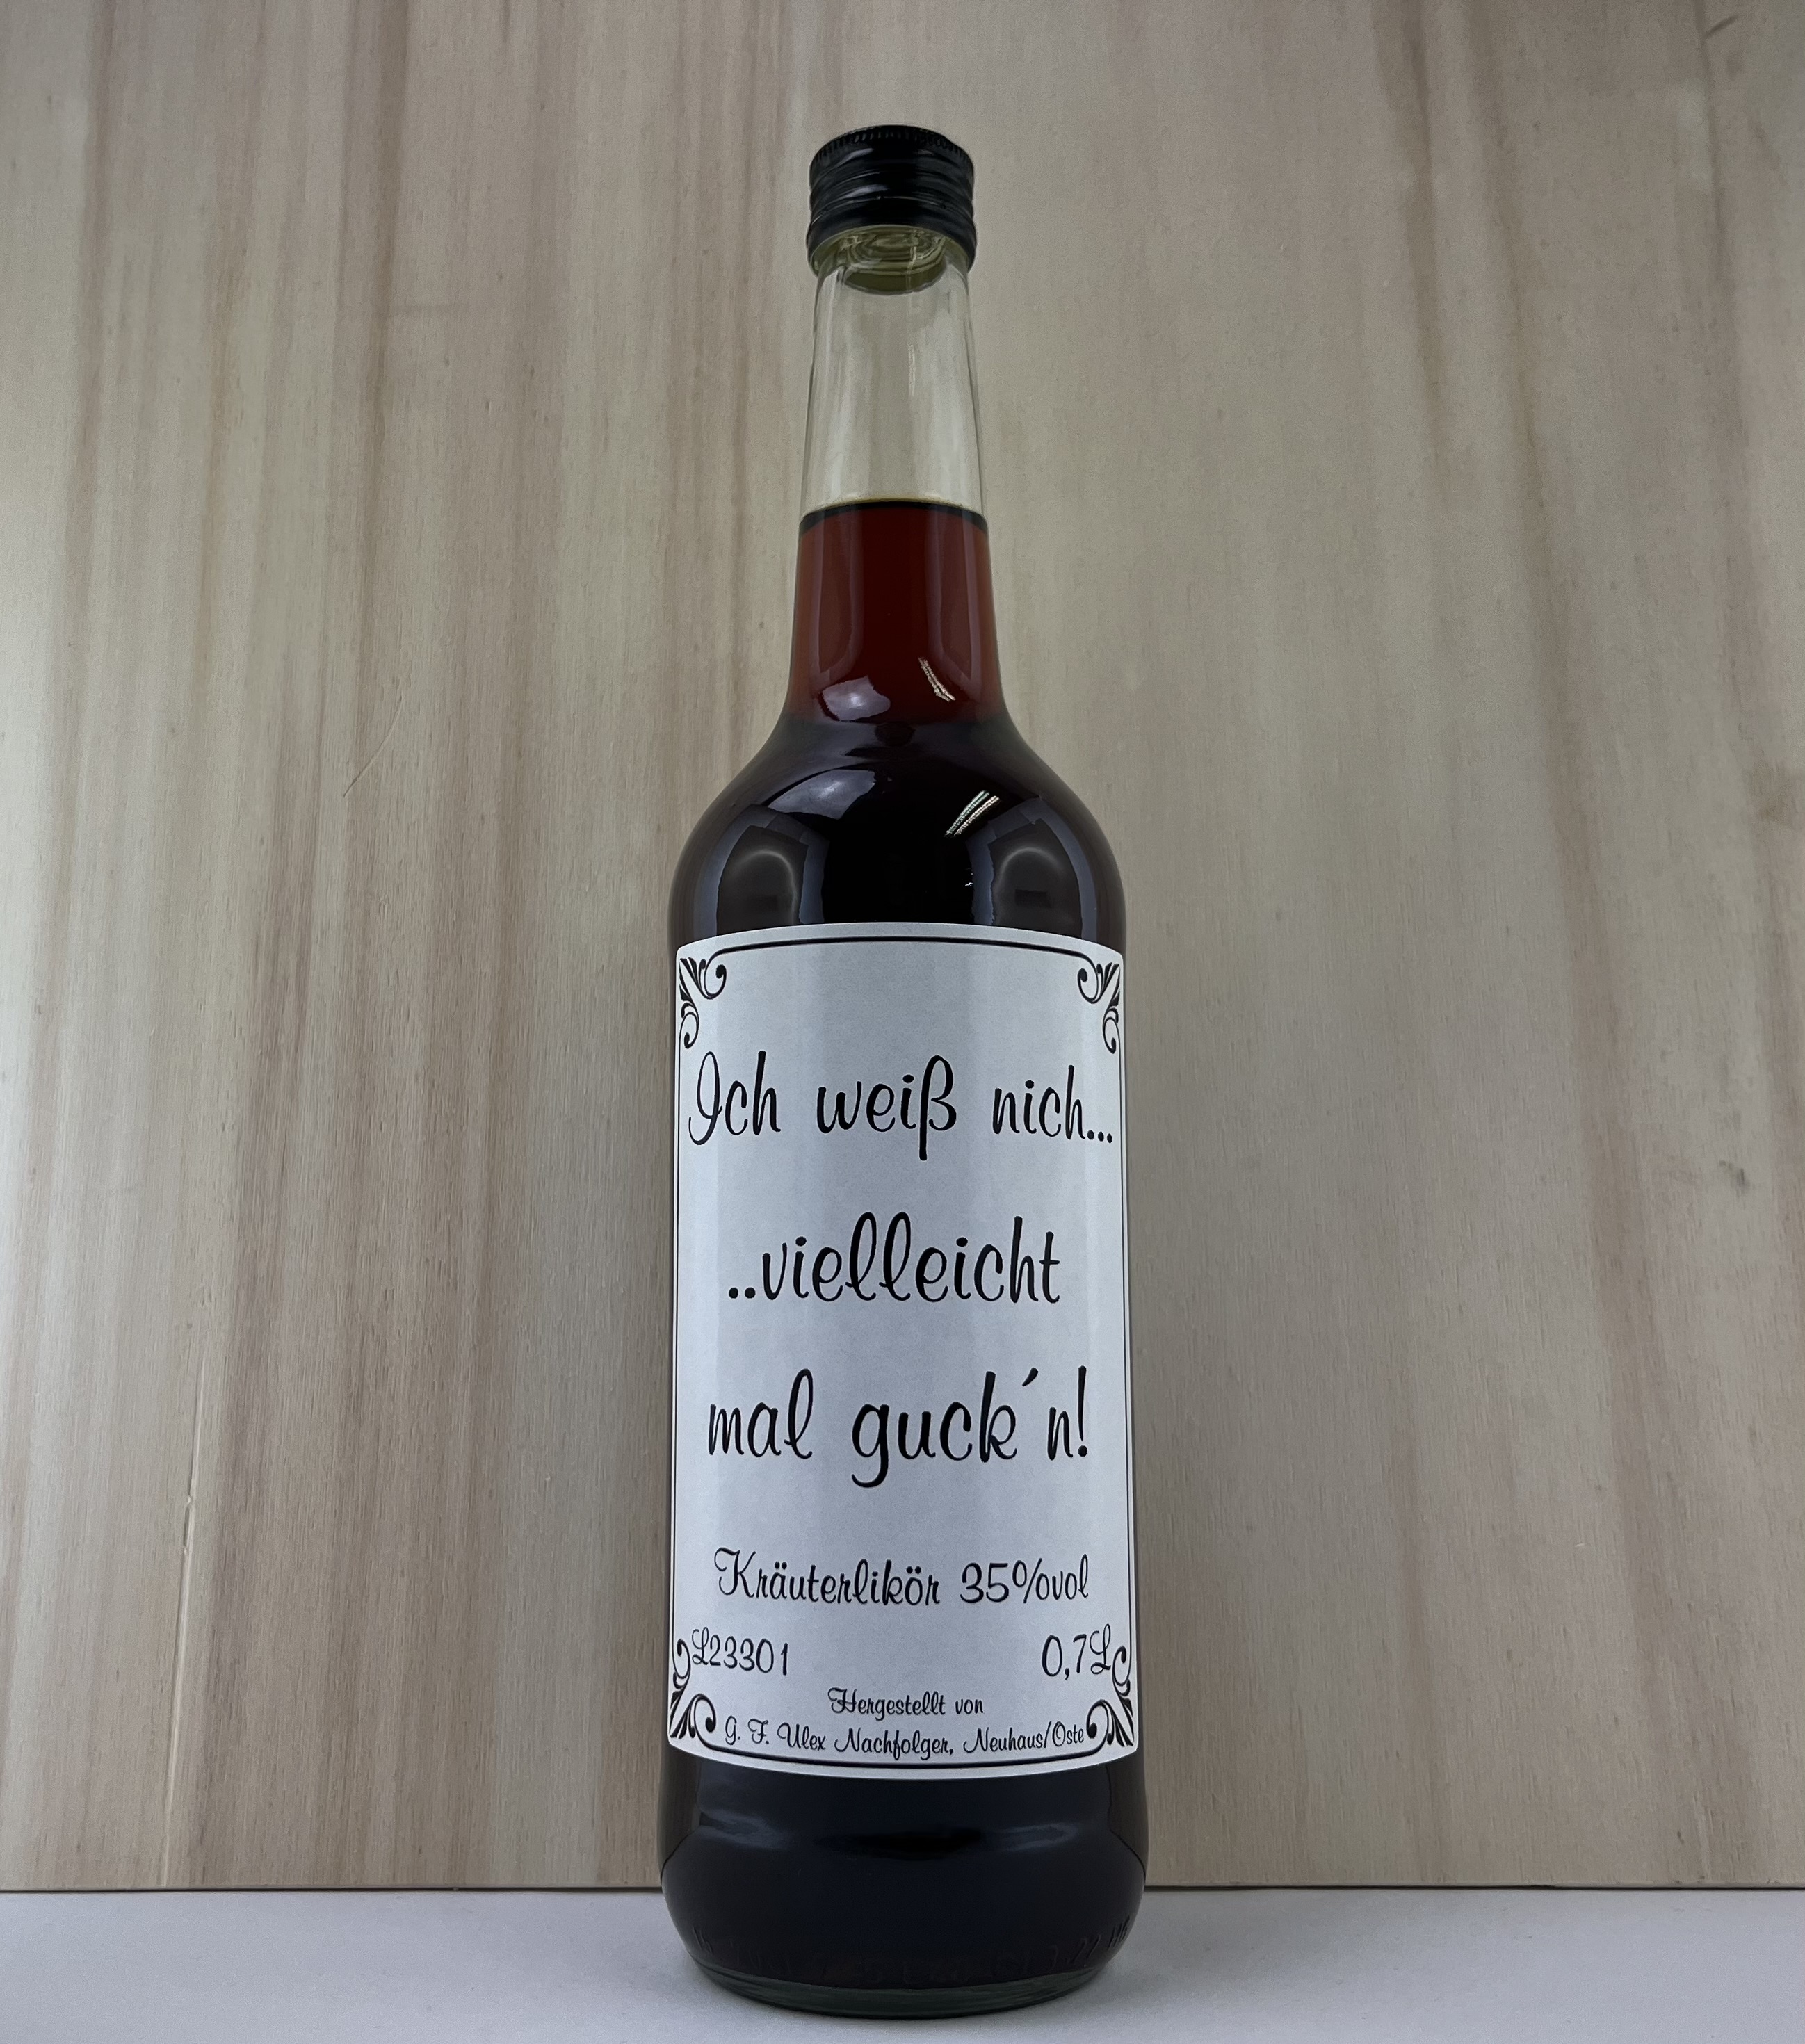 Ich weiß nich...
..vielleicht
mal guck´n!
Kräuterlikör 35%vol
L23301 0,7L
Hergestellt von
G. F. Ulex Nachfolger, Neuhaus/Oste